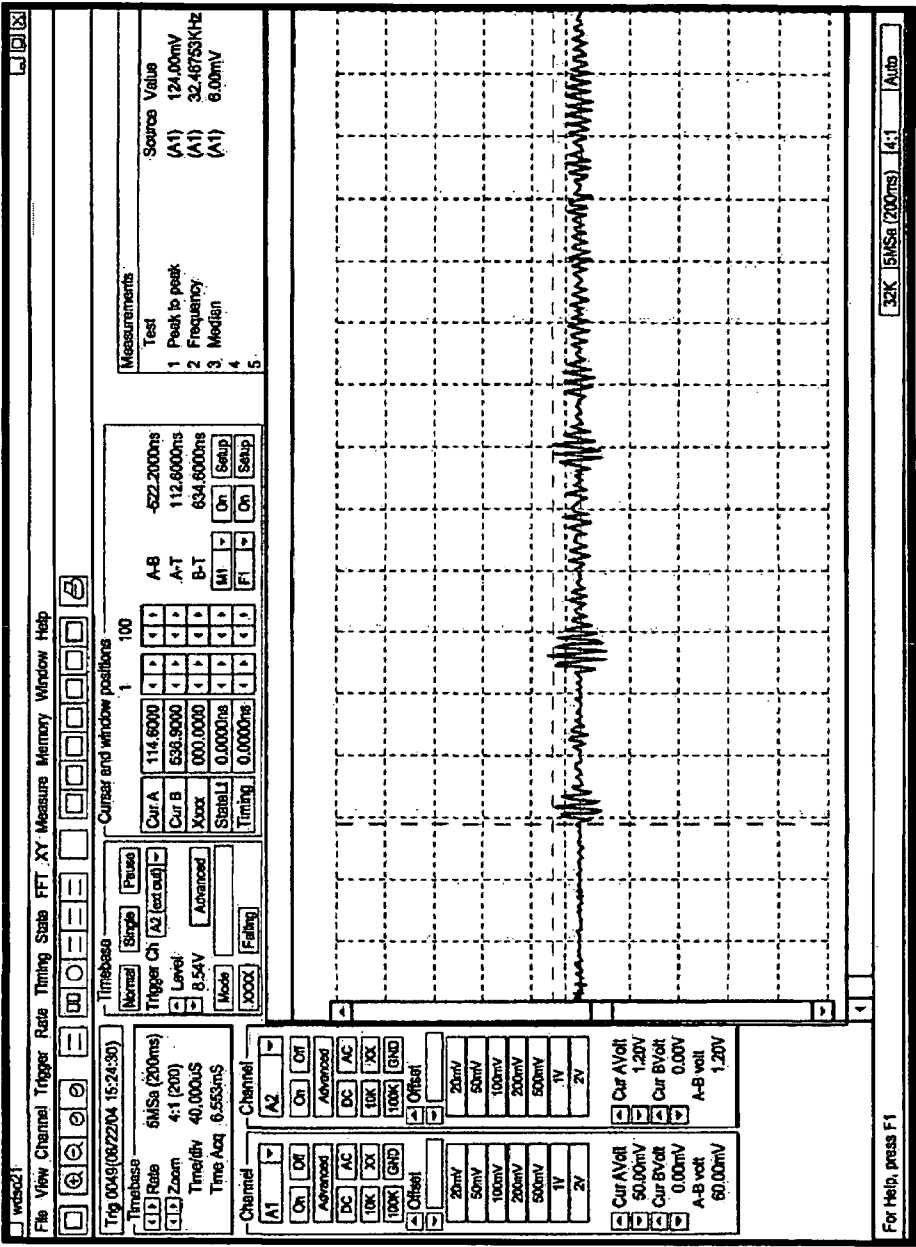 wdso21
File View Channel Trigger Rate Timing State FFT XY Measure Memory Window Help
Trig 0049(06/22/04 15:24:30)
Timebase
Rate 5MSa (200ms)
Zoom 4:1 (200)
Time/div 40.000uS
Time Acq 6.553mS
Timebase
Normal Single Pause
Trigger Ch A2 (ext out)
Level
8.54V Advanced
Mode
XXXX Falling
Cursor and window positions
1 100
Cur A 114.6000 A-B -522.2000ns
Cur B 636.9000 A-T 112.6000ns
Xxxx 000.0000 B-T 634.6000ns
StateLt 0.0000ns M1 On Setup
Timing 0.0000ns F1 On Setup
Measurements
Test Source Value
1 Peak to peak (A1) 124.00mV
2 Frequency (A1) 32.48753KHz
3 Median (A1) 6.00mV
4
5
Channel
A1
On Off
Advanced
DC AC
10K XX
100K GND
Offset
20mV
50mV
100mV
200mV
500mV
1V
2V
Cur AVolt
50.00mV
Cur BVolt
0.00mV
A-B volt
60.00mV
Channel
A2
On Off
Advanced
DC AC
10K XX
100K GND
Offset
20mV
50mV
100mV
200mV
500mV
1V
2V
Cur AVolt
1.20V
Cur BVolt
0.00V
A-B volt
1.20V
For Help, press F1
32K 5MSa (200ms) 4:1 Auto